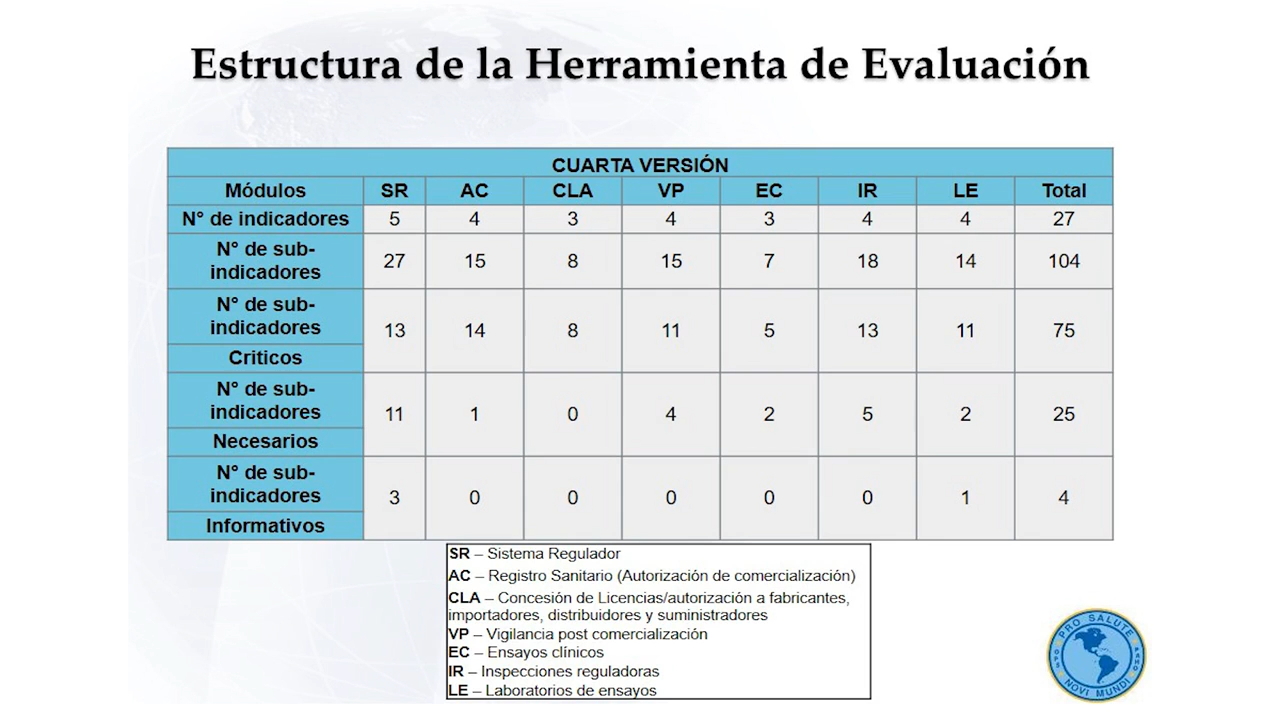 Estructura de la Herramienta de Evaluación
CUARTA VERSIÓN
Módulos SR AC CLA VP EC IR LE Total
N° de indicadores 5 4 3 4 3 4 4 27
N° de sub-
indicadores 27 15 8 15 7 18 14 104
N° de sub-
indicadores
Criticos 13 14 8 11 5 13 11 75
N° de sub-
indicadores
Necesarios 11 1 0 4 2 5 2 25
N° de sub-
indicadores
Informativos 3 0 0 0 0 0 1 4
SR – Sistema Regulador
AC – Registro Sanitario (Autorización de comercialización)
CLA – Concesión de Licencias/autorización a fabricantes,
importadores, distribuidores y suministradores
VP – Vigilancia post comercialización
EC – Ensayos clínicos
IR – Inspecciones reguladoras
LE – Laboratorios de ensayos
PRO SALUTE
OPS PAHO
NOVI MUNDI